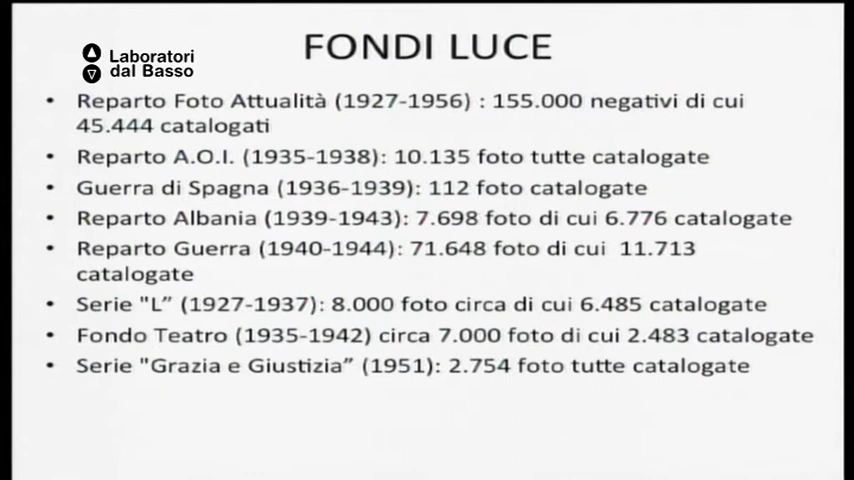 FONDI LUCE
Laboratori
dal Basso
• Reparto Foto Attualità (1927-1956) : 155.000 negativi di cui
45.444 catalogati
• Reparto A.O.I. (1935-1938): 10.135 foto tutte catalogate
• Guerra di Spagna (1936-1939): 112 foto catalogate
• Reparto Albania (1939-1943): 7.698 foto di cui 6.776 catalogate
• Reparto Guerra (1940-1944): 71.648 foto di cui 11.713
catalogate
• Serie "L” (1927-1937): 8.000 foto circa di cui 6.485 catalogate
• Fondo Teatro (1935-1942) circa 7.000 foto di cui 2.483 catalogate
• Serie "Grazia e Giustizia” (1951): 2.754 foto tutte catalogate